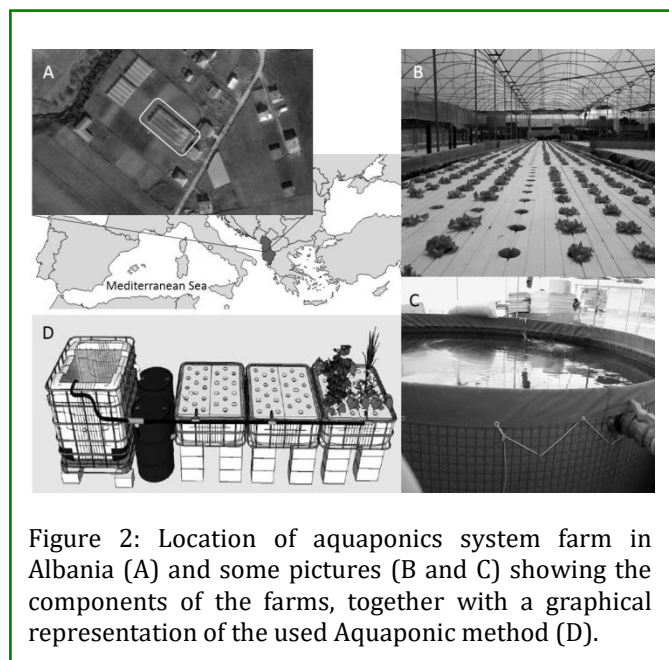 A
B
Mediterranean Sea
C
D
Figure 2: Location of aquaponics system farm in
Albania (A) and some pictures (B and C) showing the
components of the farms, together with a graphical
representation of the used Aquaponic method (D).